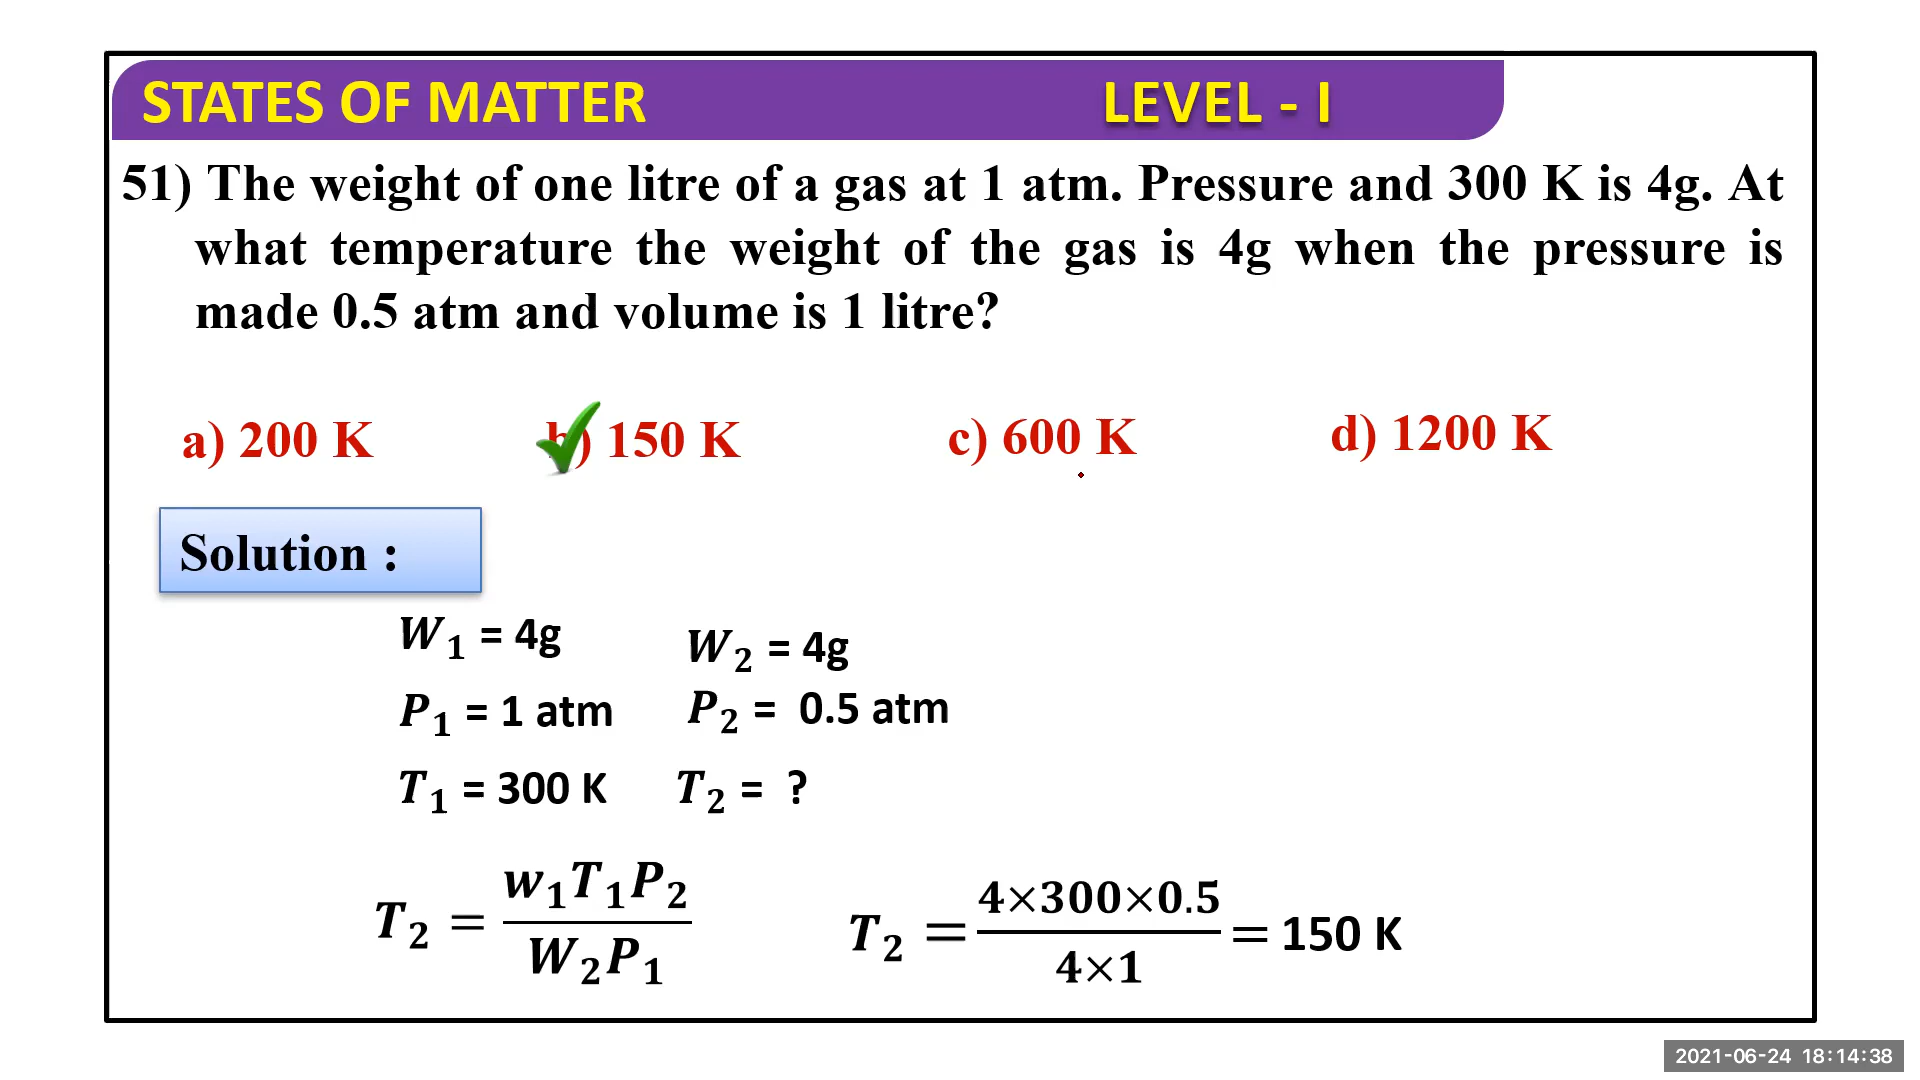 STATES OF MATTER LEVEL - I
51) The weight of one litre of a gas at 1 atm. Pressure and 300 K is 4g. At
what temperature the weight of the gas is 4g when the pressure is
made 0.5 atm and volume is 1 litre?
a) 200 K b) 150 K c) 600 K d) 1200 K
Solution :
W₁ = 4g W₂ = 4g
P₁ = 1 atm P₂ = 0.5 atm
T₁ = 300 K T₂ = ?
T₂ = w₁T₁P₂ / W₂P₁ T₂ = 4×300×0.5 / 4×1 = 150 K
2021-06-24 18:14:38